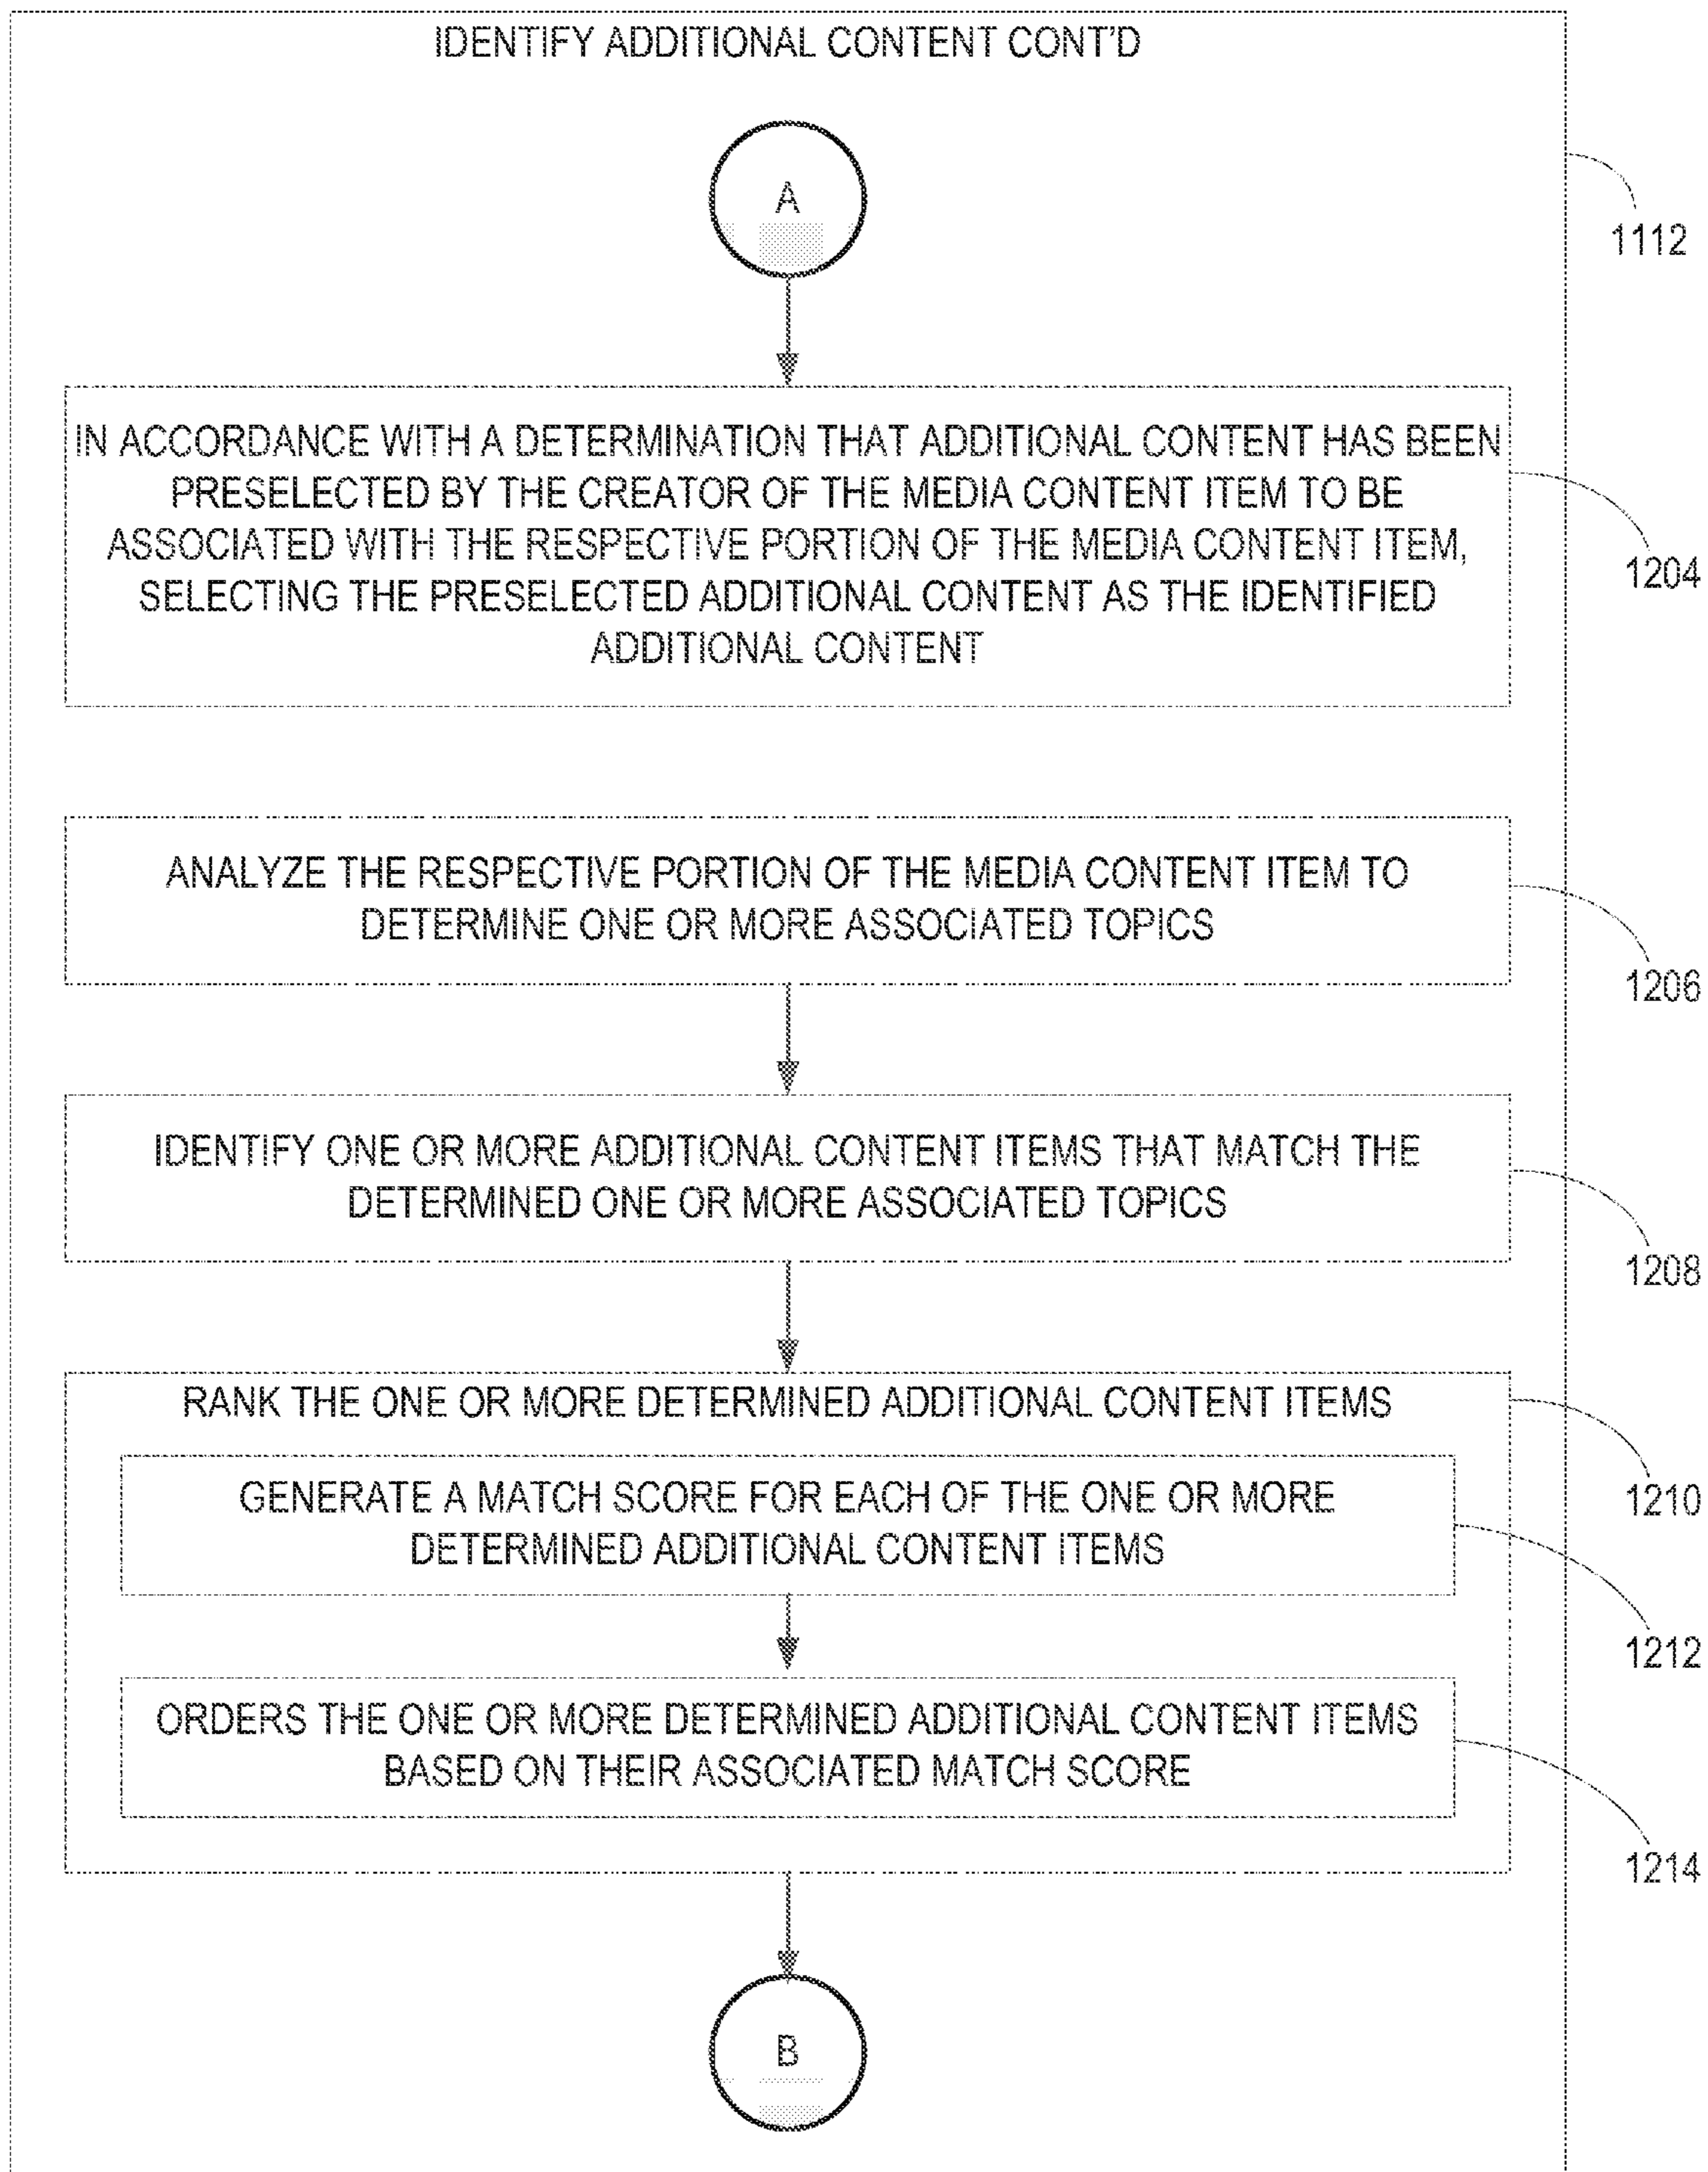 IDENTIFY ADDITIONAL CONTENT CONT'D
A
1112
IN ACCORDANCE WITH A DETERMINATION THAT ADDITIONAL CONTENT HAS BEEN
PRESELECTED BY THE CREATOR OF THE MEDIA CONTENT ITEM TO BE
ASSOCIATED WITH THE RESPECTIVE PORTION OF THE MEDIA CONTENT ITEM,
SELECTING THE PRESELECTED ADDITIONAL CONTENT AS THE IDENTIFIED
ADDITIONAL CONTENT
1204
ANALYZE THE RESPECTIVE PORTION OF THE MEDIA CONTENT ITEM TO
DETERMINE ONE OR MORE ASSOCIATED TOPICS
1206
IDENTIFY ONE OR MORE ADDITIONAL CONTENT ITEMS THAT MATCH THE
DETERMINED ONE OR MORE ASSOCIATED TOPICS
1208
RANK THE ONE OR MORE DETERMINED ADDITIONAL CONTENT ITEMS
1210
GENERATE A MATCH SCORE FOR EACH OF THE ONE OR MORE
DETERMINED ADDITIONAL CONTENT ITEMS
1212
ORDERS THE ONE OR MORE DETERMINED ADDITIONAL CONTENT ITEMS
BASED ON THEIR ASSOCIATED MATCH SCORE
1214
B